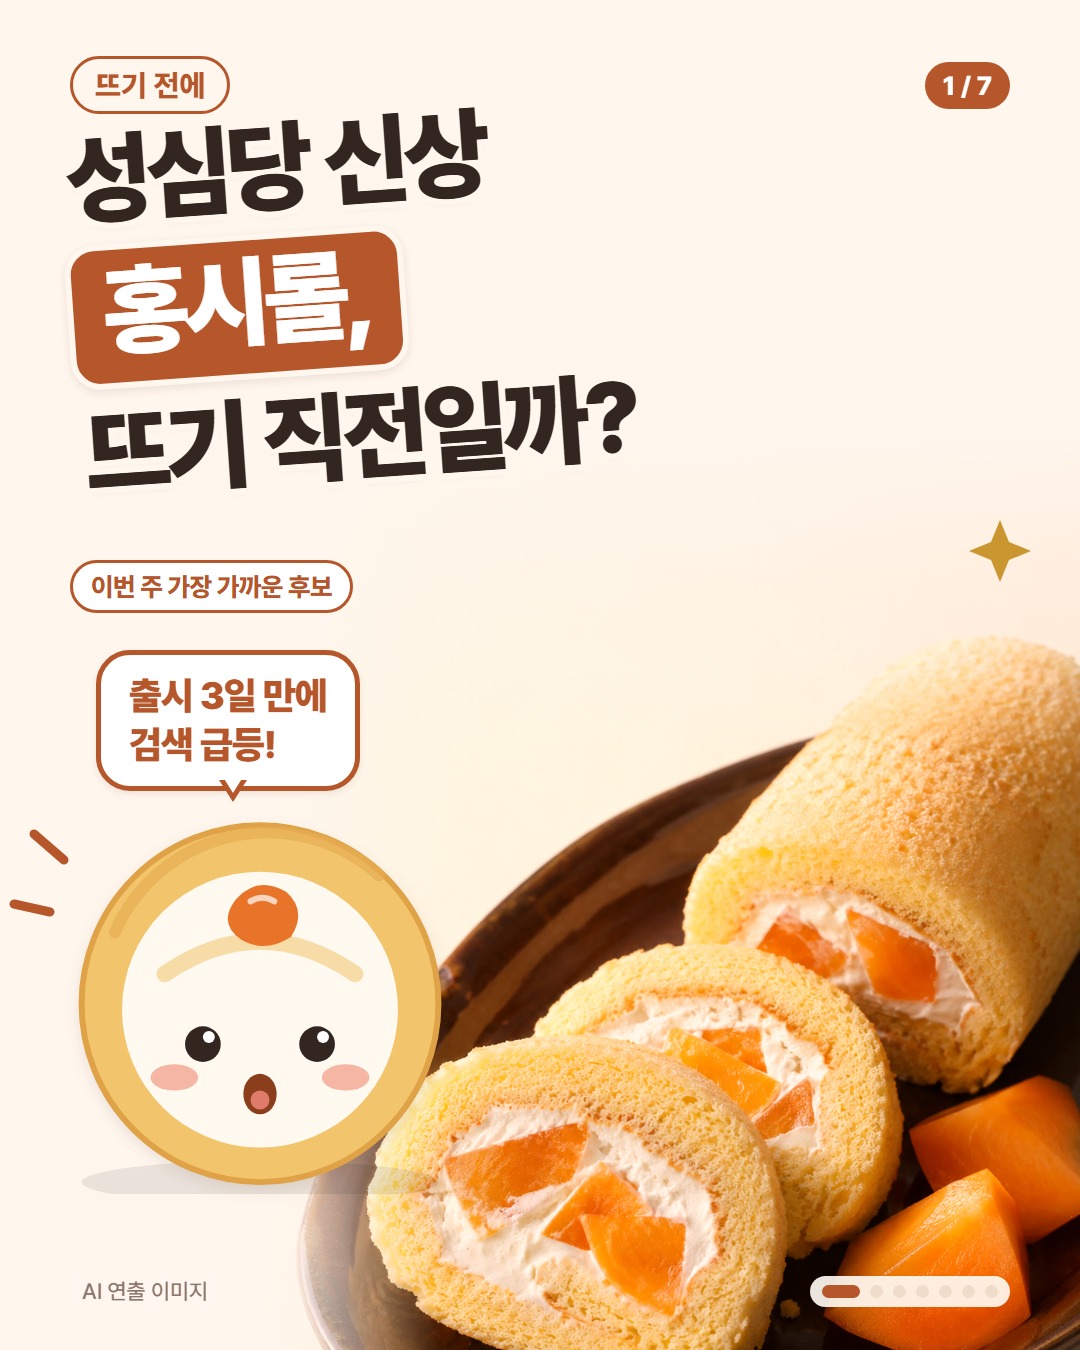 뜨기 전에
1 / 7
성심당 신상
홍시롤,
뜨기 직전일까?
이번 주 가장 가까운 후보
출시 3일 만에
검색 급등!
AI 연출 이미지